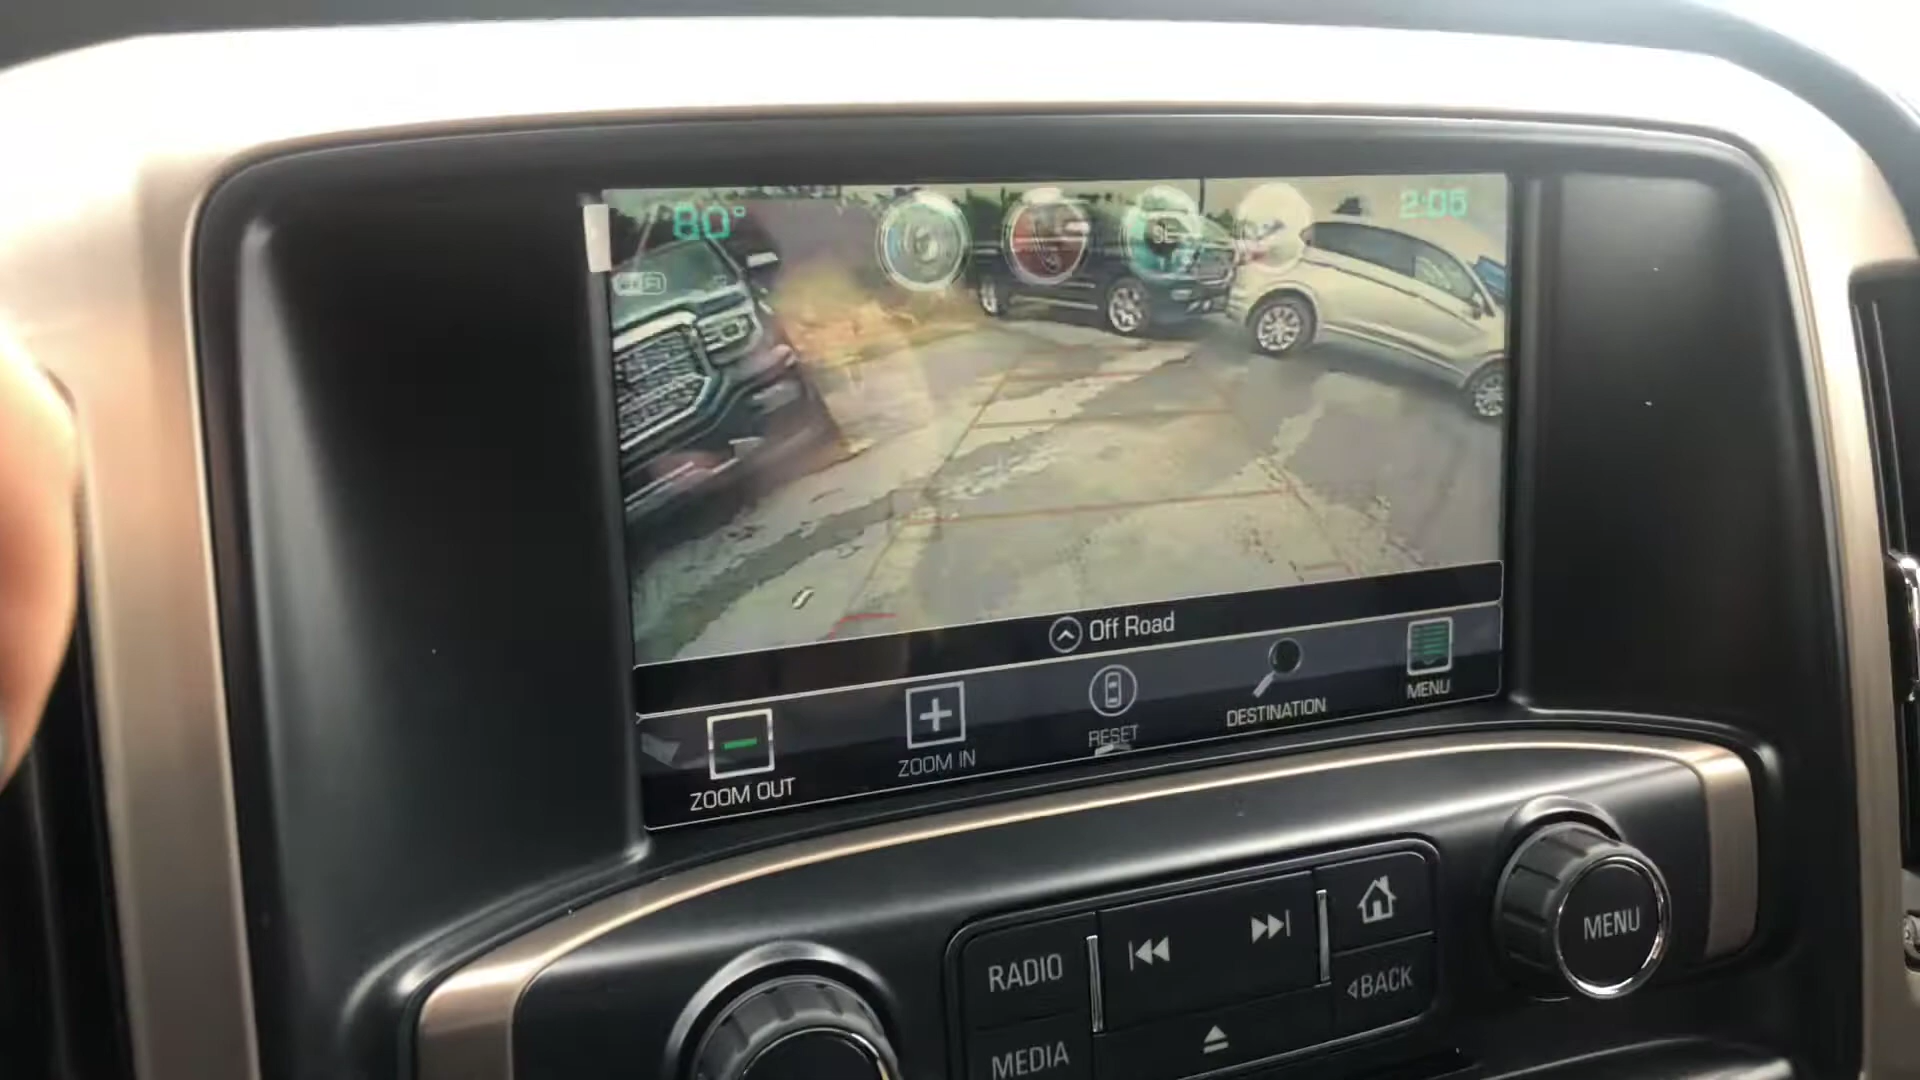 80°
2:05
Off Road
ZOOM OUT
ZOOM IN
RESET
DESTINATION
MENU
MENU
RADIO
◃BACK
MEDIA